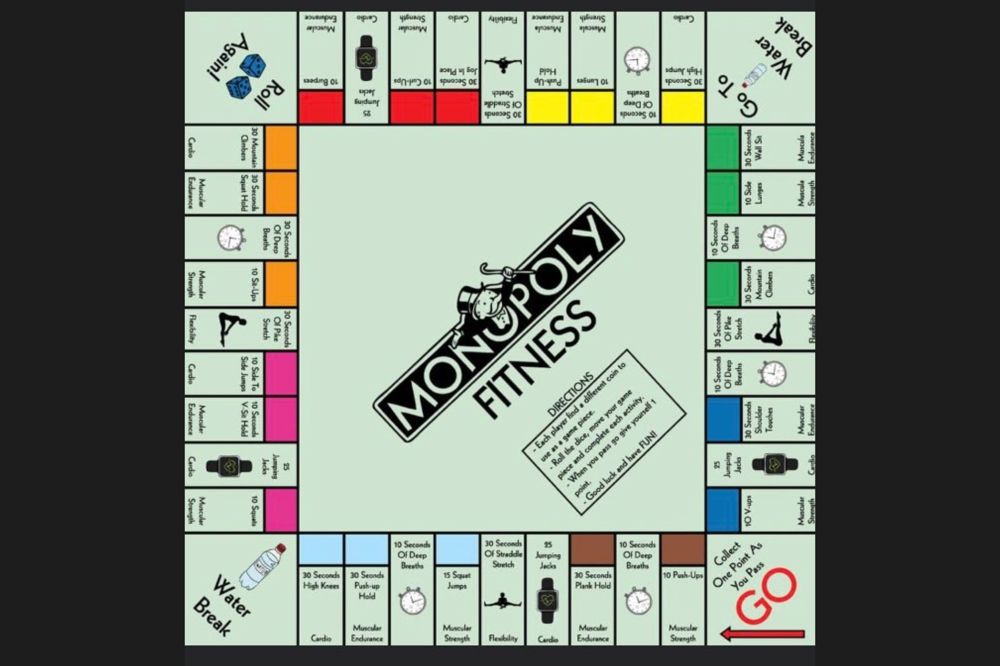 Roll
Again!
Muscular
Endurance
10 Burpees
Cardio
25
Jumping
Jacks
Muscular
Strength
10 Curl-Ups
Cardio
30 Seconds
Jog In Place
Flexibility
30 Seconds
Of Straddle
Stretch
Muscula
Endurance
Push-Up
Hold
Muscula
Strength
10 Lunges
10 Seconds
Of Deep
Breaths
Cardio
30 Seconds
High Jumps
Go To
Water
Break
30 Mountain
Climbers
Cardio
30 Seconds
Squat Hold
Muscular
Endurance
30 Seconds
Of Deep
Breaths
10 Sit-Ups
Muscular
Strength
30 Seconds
Of Pike
Stretch
Flexibility
10 Side To
Side Jumps
Cardio
10 Seconds
V-Sit Hold
Muscular
Endurance
25
Jumping
Jacks
Cardio
10 Squats
Muscular
Strength
MONOPOLY
FITNESS
DIRECTIONS
- Each player find a different coin to
use as a game piece.
- Roll the dice, move your game
piece and complete each activity.
- When you pass go give yourself 1
point.
- Good luck and have FUN!
30 Seconds
Wall Sit
Muscula
Endurance
10 Side
Lunges
Muscula
Strength
10 Seconds
Of Deep
Breaths
30 Seconds
Mountain
Climbers
Cardio
30 Seconds
Of Pike
Stretch
Flexibility
10 Seconds
Of Deep
Breaths
30 Seconds
Shoulder
Touches
Muscular
Endurance
25
Jumping
Jacks
Cardio
10 V-ups
Muscular
Strength
Water
Break
30 Seconds
High Knees
Cardio
30 Seonds
Push-up
Hold
Muscular
Endurance
10 Seconds
Of Deep
Breaths
15 Squat
Jumps
Muscular
Strength
30 Seconds
Of Straddle
Stretch
Flexibility
25
Jumping
Jacks
Cardio
30 Seconds
Plank Hold
Muscular
Endurance
10 Seconds
Of Deep
Breaths
10 Push-Ups
Muscular
Strength
Collect
One Point As
You Pass
GO